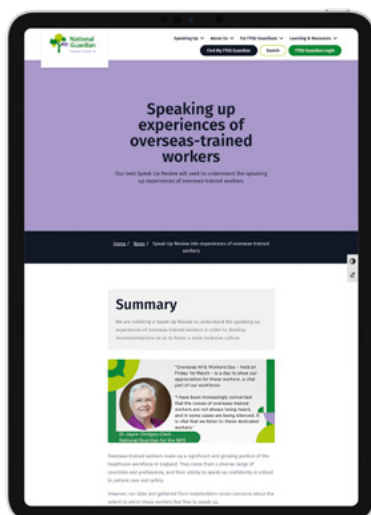 National
Guardian
Speaking Up
About Us
For FTSU Guardians
Learning & Resources
Find My FTSU Guardian
Search
FTSU Guardian Login
Speaking up
experiences of
overseas-trained
workers
Our next Speak Up Review will seek to understand the speaking
up experiences of overseas-trained workers.
Home / News / Speak Up Review into experiences of overseas-trained
workers
Summary
We are initiating a Speak Up Review to understand the speaking up
experiences of overseas-trained workers in order to develop
recommendations so as to foster a more inclusive culture
"Overseas NHS Workers Day - held on
Friday 1st March - is a day to show our
appreciation for these workers, a vital
part of our workforce.
"I have been increasingly concerned
that the voices of overseas trained
workers are not always being heard,
and in some cases are being silenced. It
is vital that we listen to these dedicated
workers."
Dr Jayne Chidgey-Clark
National Guardian for the NHS
Overseas-trained workers make up a significant and growing portion of the
healthcare workforce in England. They come from a diverse range of
countries and professions, and their ability to speak up confidently is critical
to patient care and safety.
However, our data and gathered from stakeholders raises concerns about the
extent to which these workers feel free to speak up.